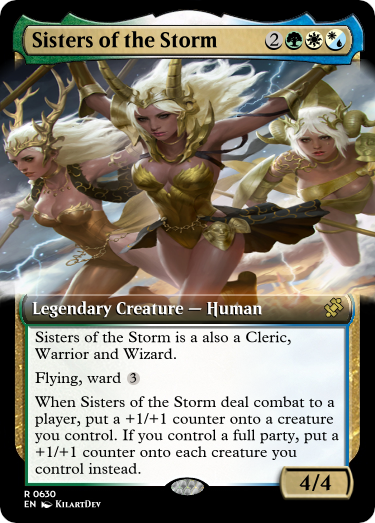 Sisters of the Storm 2
Legendary Creature — Human
Sisters of the Storm is a also a Cleric,
Warrior and Wizard.
Flying, ward 3
When Sisters of the Storm deal combat to a
player, put a +1/+1 counter onto a creature
you control. If you control a full party, put a
+1/+1 counter onto each creature you
control instead.
4/4
R 0630
EN KilartDev